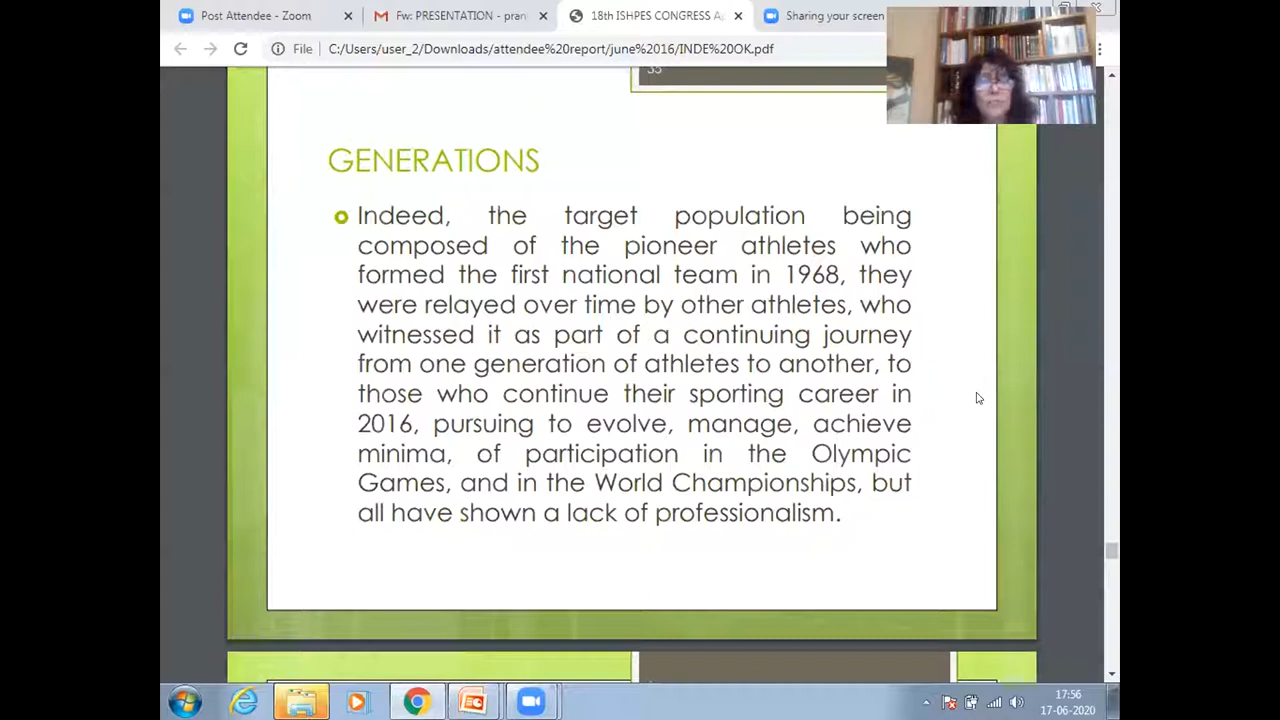 Post Attendee - Zoom
Fw: PRESENTATION - pran
18th ISHPES CONGRESS A
Sharing your screen
File
C:/Users/user_2/Downloads/attendee%20report/june%2016/INDE%20OK.pdf
35
GENERATIONS
Indeed, the target population being
composed of the pioneer athletes who
formed the first national team in 1968, they
were relayed over time by other athletes, who
witnessed it as part of a continuing journey
from one generation of athletes to another, to
those who continue their sporting career in
2016, pursuing to evolve, manage, achieve
minima, of participation in the Olympic
Games, and in the World Championships, but
all have shown a lack of professionalism.
17:56
17-06-2020